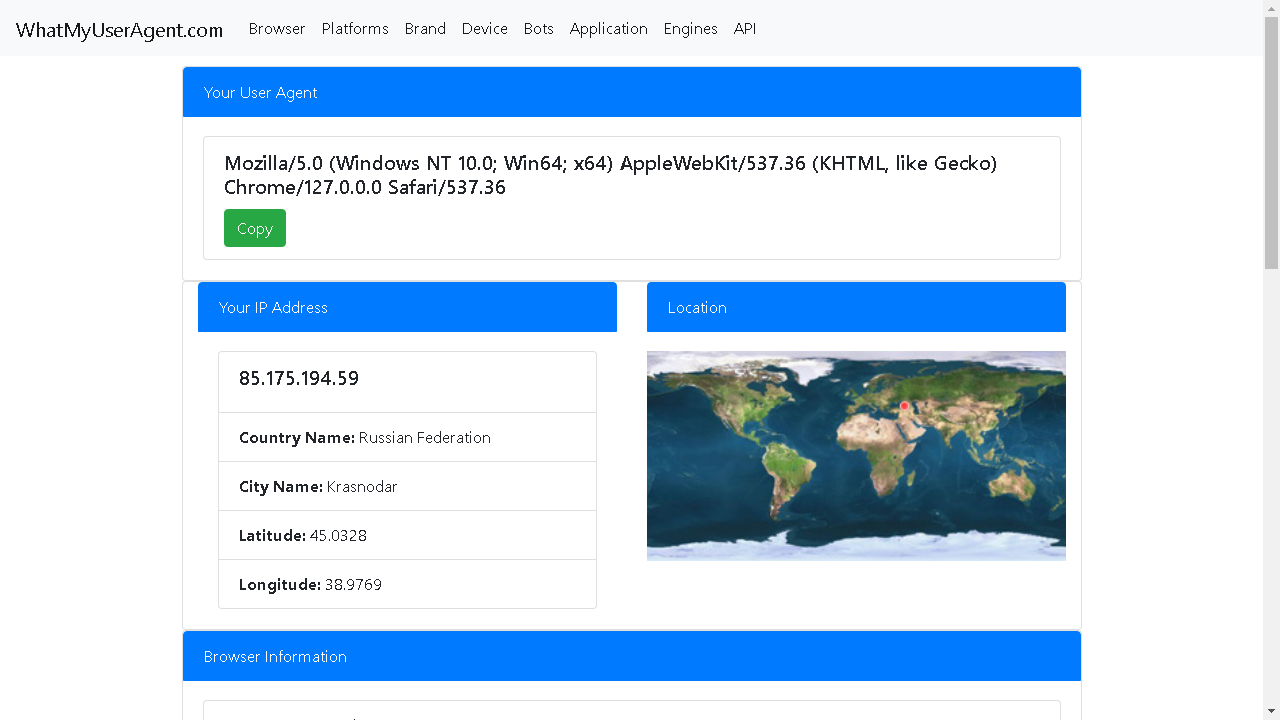 WhatMyUserAgent.com Browser Platforms Brand Device Bots Application Engines API
Your User Agent
Mozilla/5.0 (Windows NT 10.0; Win64; x64) AppleWebKit/537.36 (KHTML, like Gecko)
Chrome/127.0.0.0 Safari/537.36
Copy
Your IP Address
85.175.194.59
Country Name: Russian Federation
City Name: Krasnodar
Latitude: 45.0328
Longitude: 38.9769
Location
Browser Information